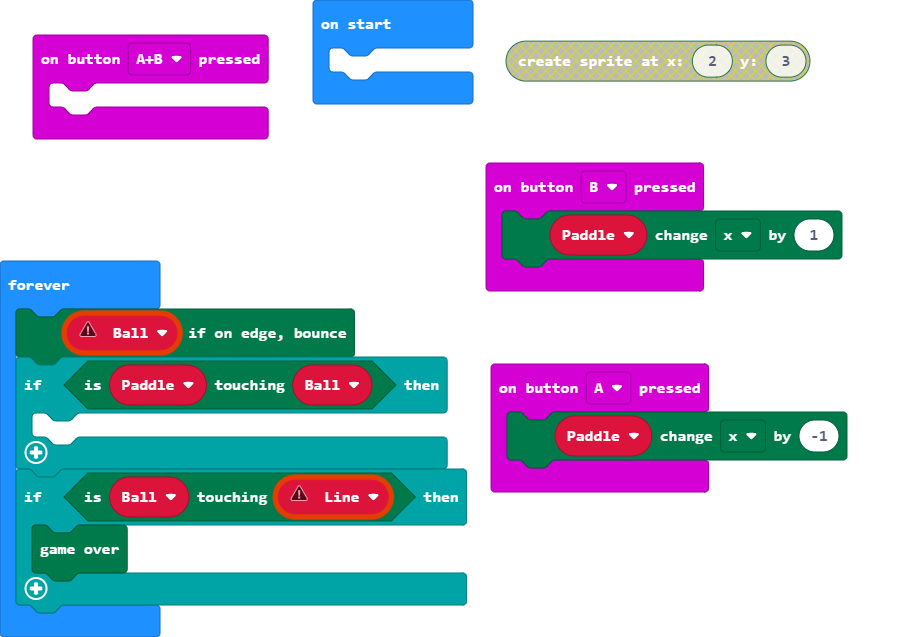 on start
on button A+B pressed
create sprite at x: 2 y: 3
on button B pressed
Paddle change x by 1
forever
Ball if on edge, bounce
if is Paddle touching Ball then
if is Ball touching Line then
game over
on button A pressed
Paddle change x by -1